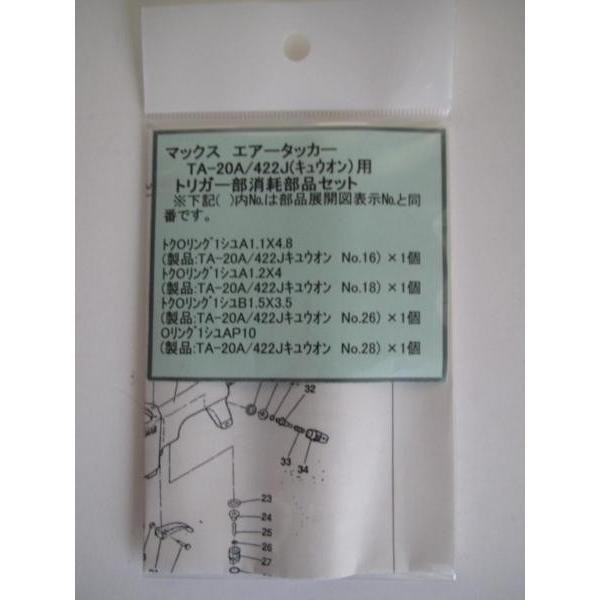 マックス エアータッカー
TA-20A/422J(キュウオン)用
トリガー部消耗部品セット
※下記( )内No.は部品展開図表示No.と同
番です。
ﾄｸOﾘﾝｸﾞ1ｼﾕA1.1X4.8
(製品:TA-20A/422Jキュウオン No.16) ×1個
ﾄｸOﾘﾝｸﾞ1ｼﾕA1.2X4
(製品:TA-20A/422Jキュウオン No.18) ×1個
ﾄｸOﾘﾝｸﾞ1ｼﾕB1.5X3.5
(製品:TA-20A/422Jキュウオン No.26) ×1個
Oﾘﾝｸﾞ1ｼﾕAP10
(製品:TA-20A/422Jキュウオン No.28) ×1個
32
33
34
23
24
25
26
27